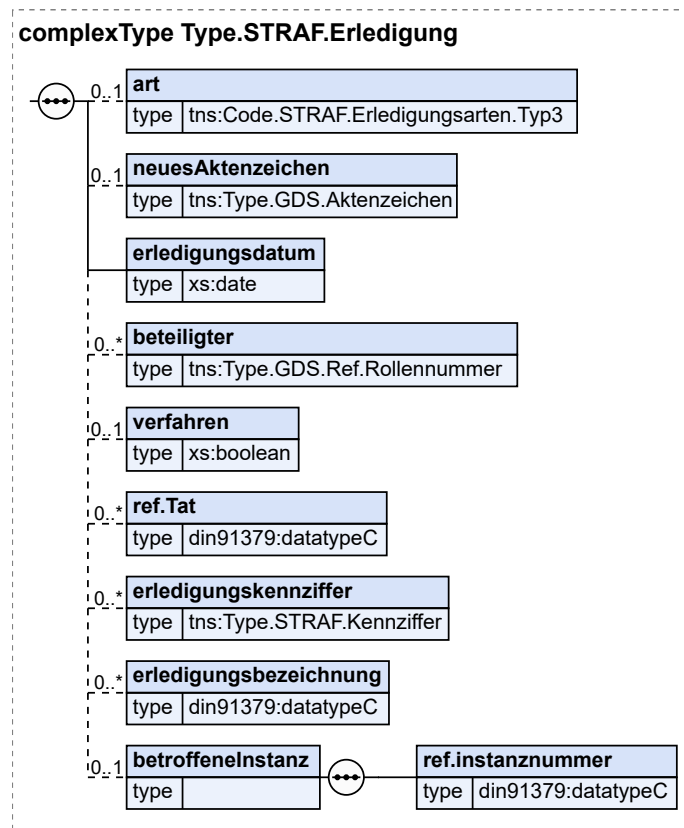 complexType Type.STRAF.Erledigung
0..1 art
type tns:Code.STRAF.Erledigungsarten.Typ3
0..1 neuesAktenzeichen
type tns:Type.GDS.Aktenzeichen
erledigungsdatum
type xs:date
0..* beteiligter
type tns:Type.GDS.Ref.Rollennummer
0..1 verfahren
type xs:boolean
0..* ref.Tat
type din91379:datatypeC
0..* erledigungskennziffer
type tns:Type.STRAF.Kennziffer
0..* erledigungsbezeichnung
type din91379:datatypeC
0..1 betroffeneInstanz ref.instanznummer
type type din91379:datatypeC